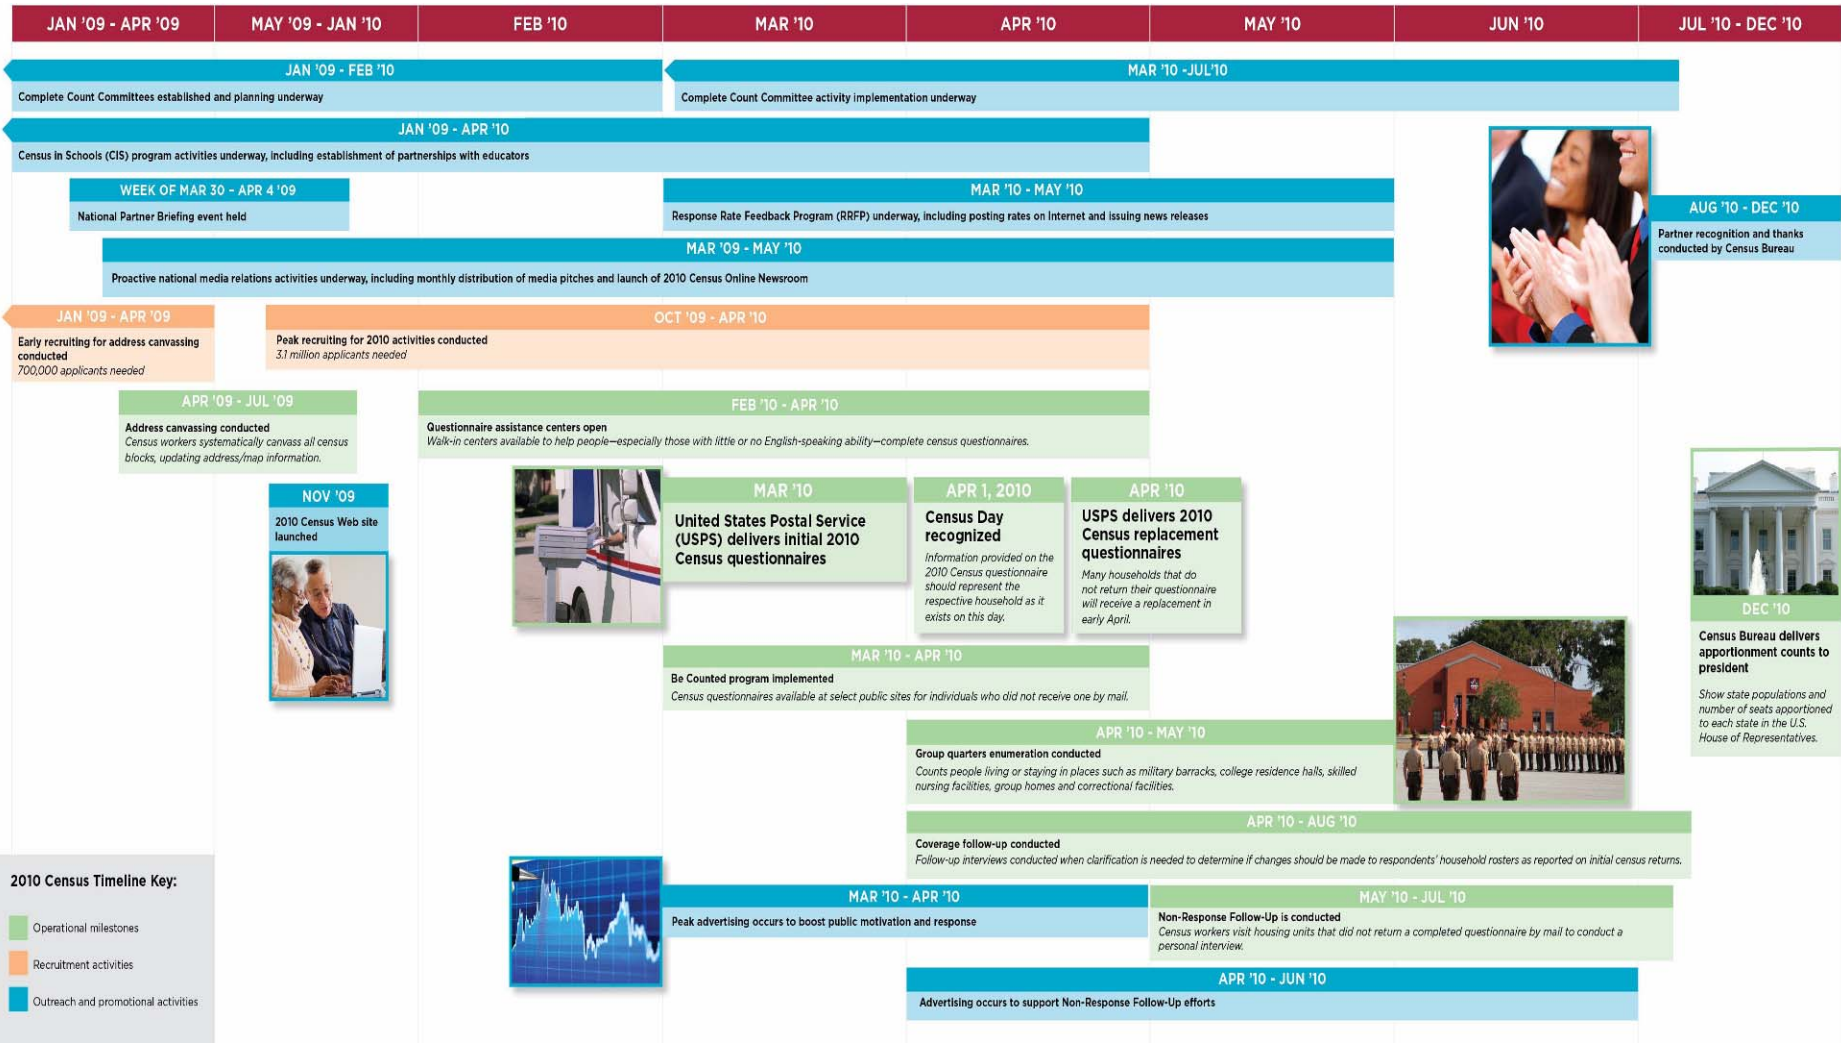 JAN '09 - APR '09
MAY '09 - JAN '10
FEB '10
MAR '10
APR '10
MAY '10
JUN '10
JUL '10 - DEC '10
JAN '09 - FEB '10
Complete Count Committees established and planning underway
MAR '10 -JUL'10
Complete Count Committee activity implementation underway
JAN '09 - APR '10
Census in Schools (CIS) program activities underway, including establishment of partnerships with educators
WEEK OF MAR 30 – APR 4 '09
National Partner Briefing event held
MAR '10 - MAY '10
Response Rate Feedback Program (RRFP) underway, including posting rates on Internet and issuing news releases
AUG '10 - DEC '10
Partner recognition and thanks
conducted by Census Bureau
MAR '09 - MAY '10
Proactive national media relations activities underway, including monthly distribution of media pitches and launch of 2010 Census Online Newsroom
JAN '09 - APR '09
Early recruiting for address canvassing
conducted
700,000 applicants needed
OCT '09 - APR '10
Peak recruiting for 2010 activities conducted
3.1 million applicants needed
APR '09 - JUL '09
Address canvassing conducted
Census workers systematically canvass all census
blocks, updating address/map information.
FEB '10 - APR '10
Questionnaire assistance centers open
Walk-in centers available to help people—especially those with little or no English-speaking ability—complete census questionnaires.
NOV '09
2010 Census Web site
launched
MAR '10
United States Postal Service
(USPS) delivers initial 2010
Census questionnaires
APR 1, 2010
Census Day
recognized
Information provided on the
2010 Census questionnaire
should represent the
respective household as it
exists on this day.
APR '10
USPS delivers 2010
Census replacement
questionnaires
Many households that do
not return their questionnaire
will receive a replacement in
early April.
DEC '10
Census Bureau delivers
apportionment counts to
president
Show state populations and
number of seats apportioned
to each state in the U.S.
House of Representatives.
MAR '10 - APR '10
Be Counted program implemented
Census questionnaires available at select public sites for individuals who did not receive one by mail.
APR '10 - MAY '10
Group quarters enumeration conducted
Counts people living or staying in places such as military barracks, college residence halls, skilled
nursing facilities, group homes and correctional facilities.
APR '10 - AUG '10
Coverage follow-up conducted
Follow-up interviews conducted when clarification is needed to determine if changes should be made to respondents' household rosters as reported on initial census returns.
MAR '10 - APR '10
Peak advertising occurs to boost public motivation and response
MAY '10 - JUL '10
Non-Response Follow-Up is conducted
Census workers visit housing units that did not return a completed questionnaire by mail to conduct a
personal interview.
APR '10 - JUN '10
Advertising occurs to support Non-Response Follow-Up efforts
2010 Census Timeline Key:
Operational milestones
Recruitment activities
Outreach and promotional activities